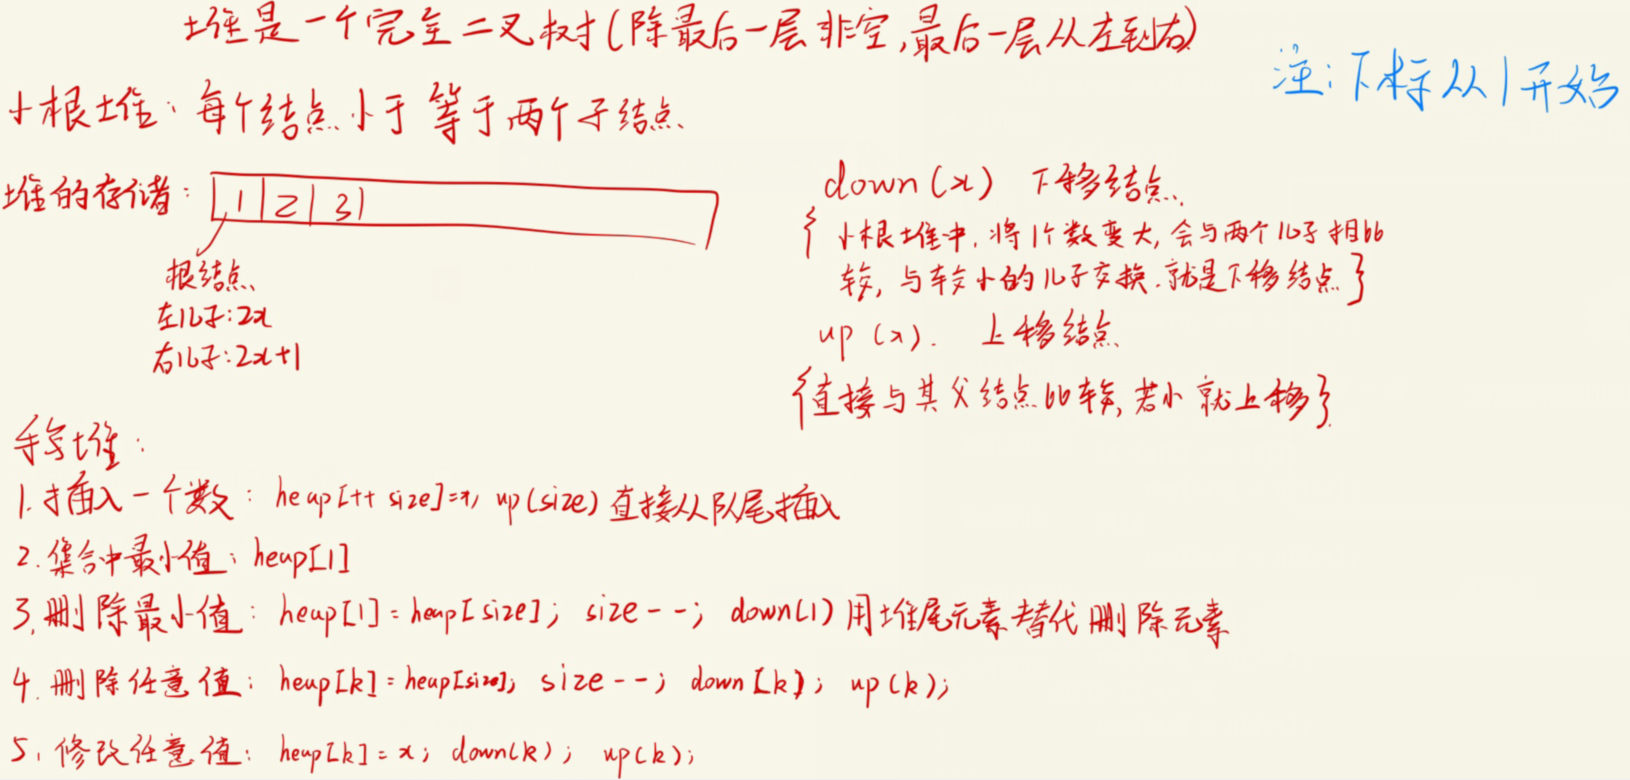 堆是一个完全二叉树(除最后一层非空,最后一层从左到右)
注:下标从1开始
小根堆:每个结点小于等于两个子结点
堆的存储:
1 2 3
根结点
左儿子:2x
右儿子:2x+1
down(x) 下移结点
{小根堆中,将1个数变大,会与两个儿子相比
较,与较小的儿子交换.就是下移结点}
up (x). 上移结点
{直接与其父结点比较,若小就上移}
手写堆:
1.插入一个数: heap[++ size]=x, up(size) 直接从队尾插入
2.集合中最小值: heap[1]
3.删除最小值: heap[1] = heap[size]; size--; down(1) 用堆尾元素替代删除元素
4.删除任意值: heap[k] = heap[size]; size--; down[k); up(k);
5.修改任意值: heap[k] = x; down(k); up(k);